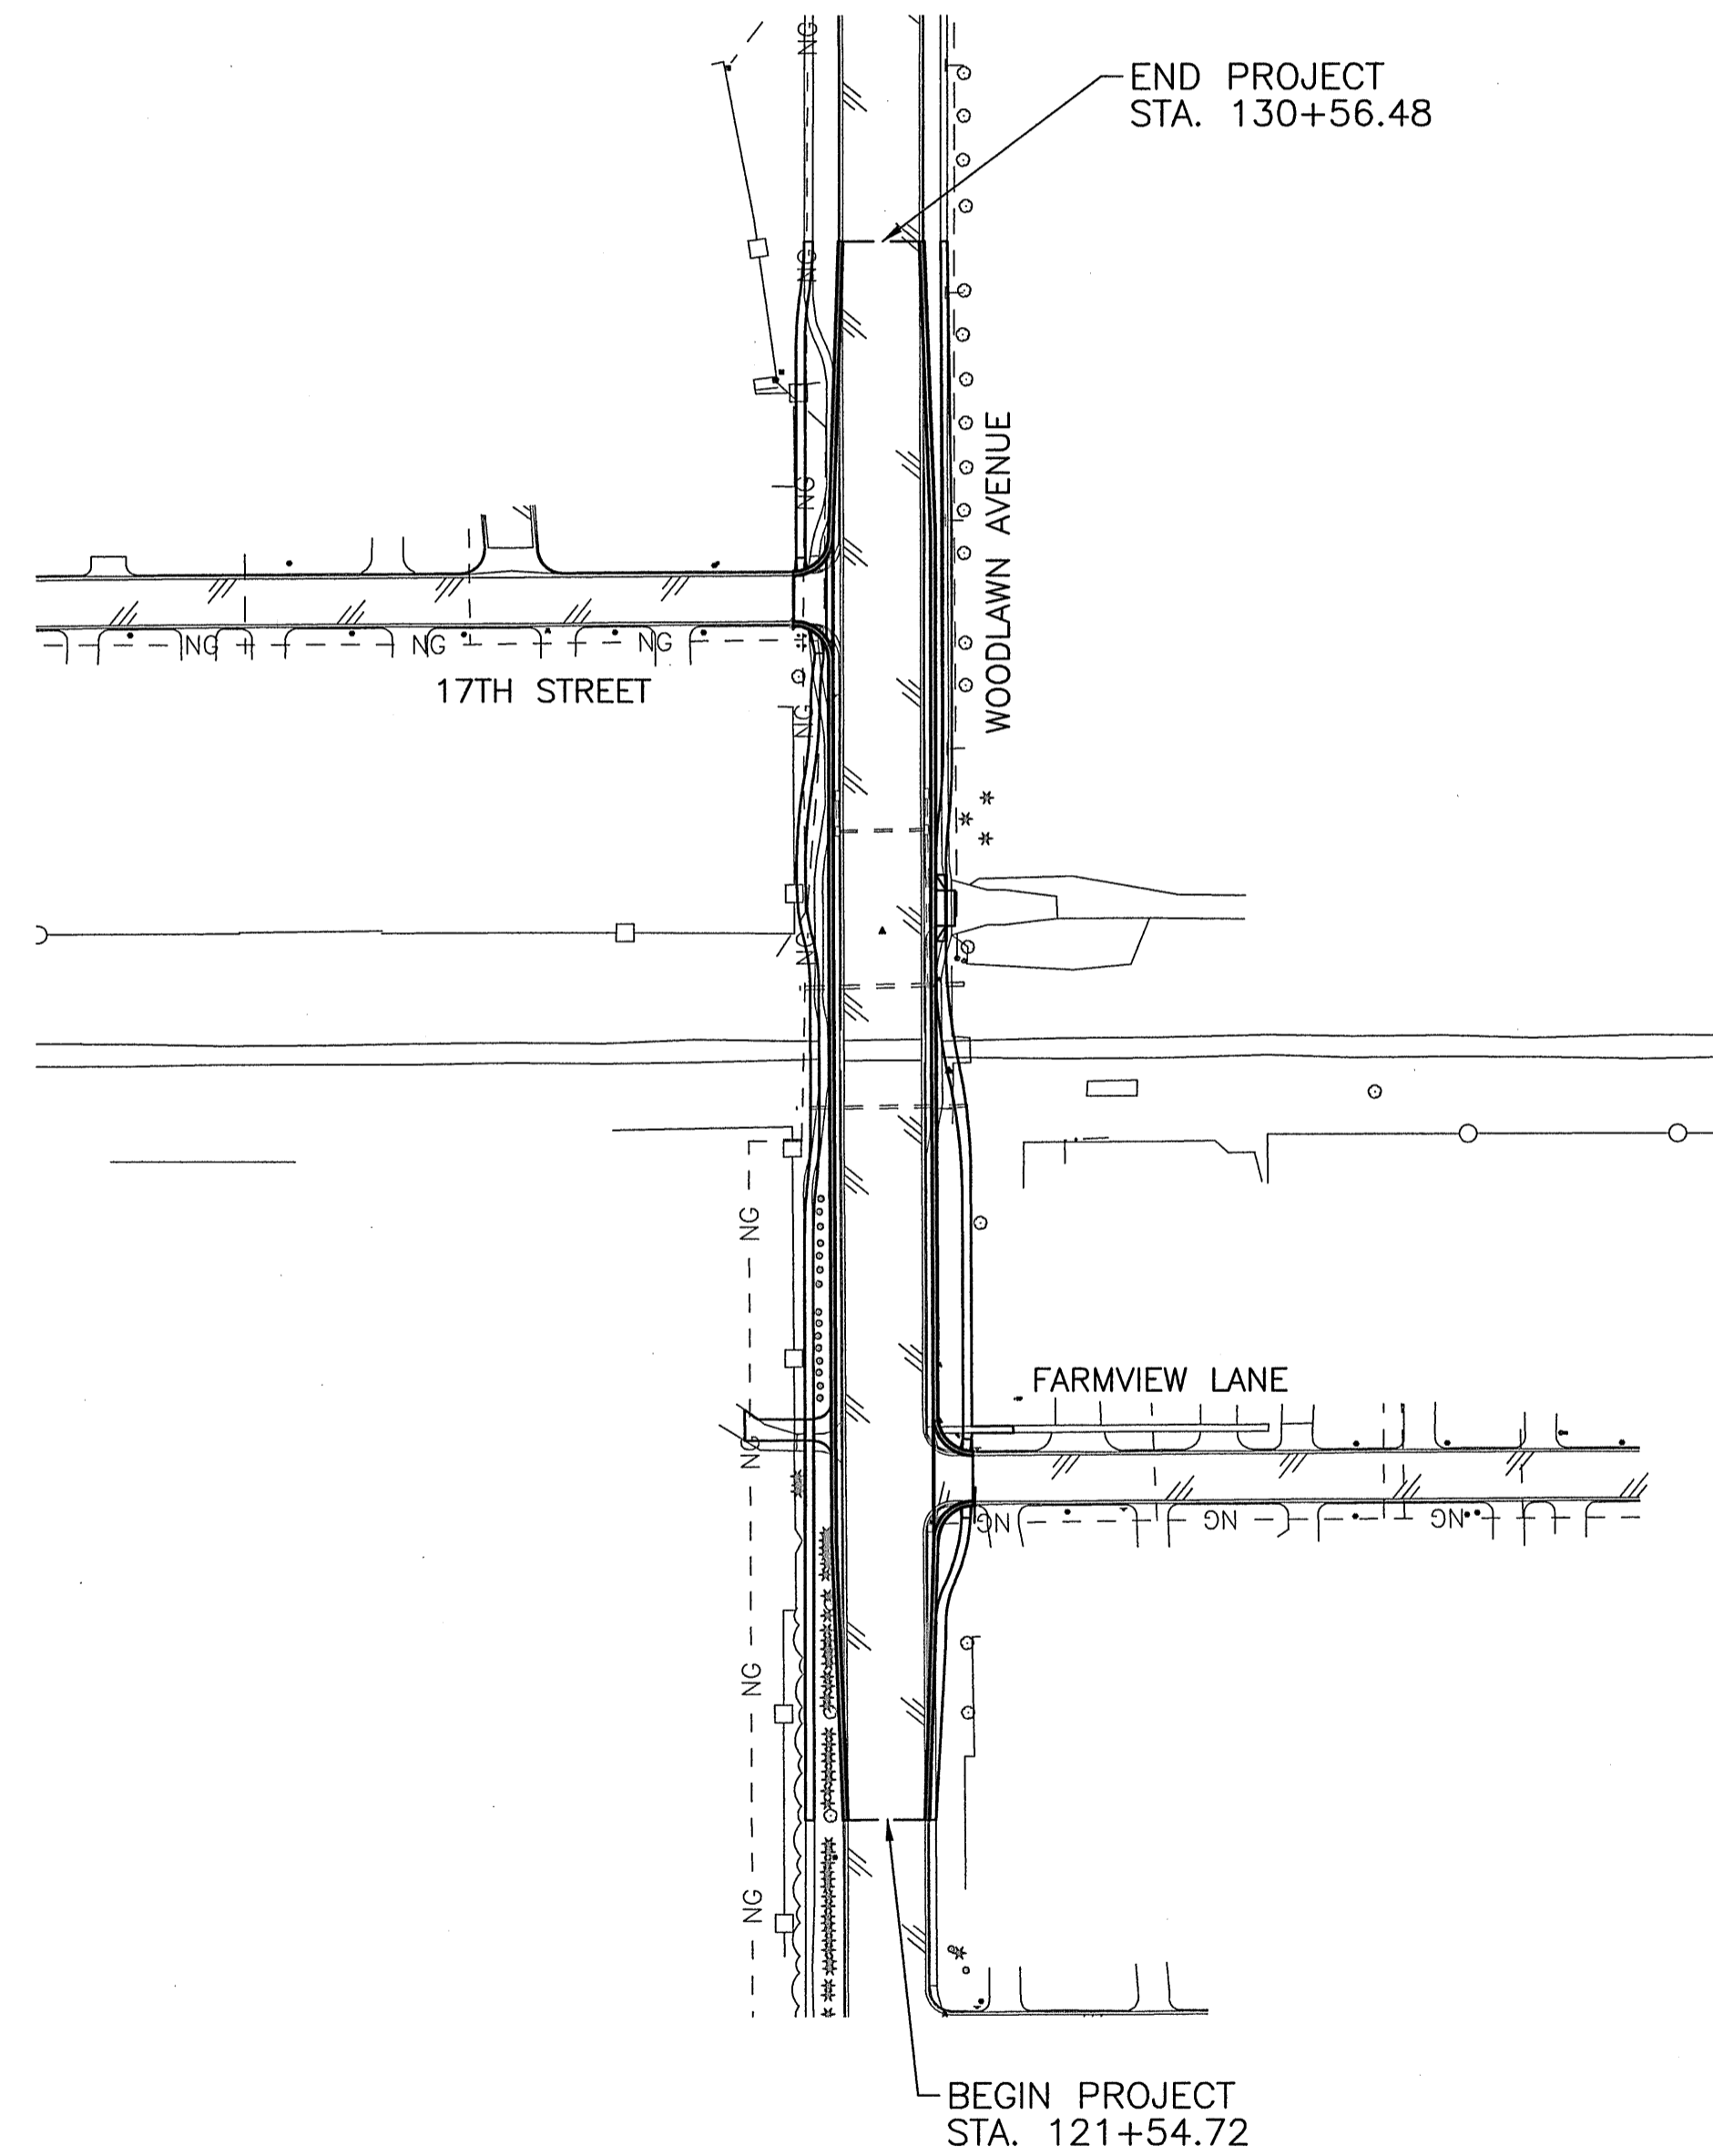 END PROJECT
STA. 130+56.48
NG
NG
NG
WOODLAWN AVENUE
NG
NG
NG
17TH STREET
NG
NG
NG
FARMVIEW LANE
NG
NG
NG
NG
NG
NG
BEGIN PROJECT
STA. 121+54.72